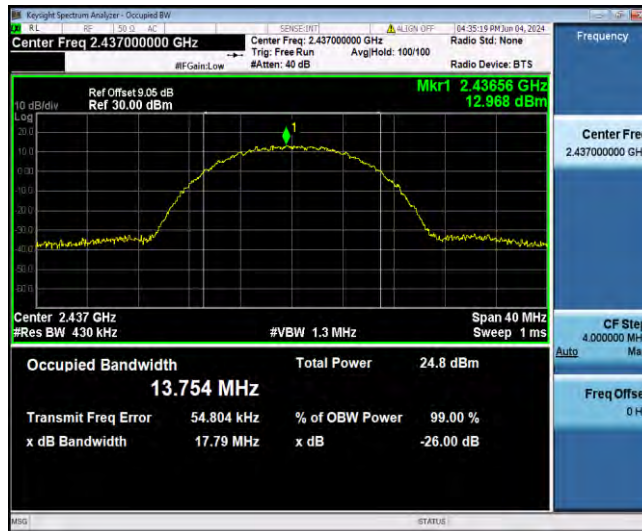 Keysight Spectrum Analyzer - Occupied BW
RL RF 50 Ω AC SENSE:INT ALIGN OFF 04:35:19 PM Jun 04, 2024
Center Freq 2.437000000 GHz Center Freq: 2.437000000 GHz Radio Std: None
Trig: Free Run Avg|Hold: 100/100
#IFGain:Low #Atten: 40 dB Radio Device: BTS
Frequency
Ref Offset 9.05 dB Mkr1 2.43656 GHz
10 dB/div Ref 30.00 dBm 12.968 dBm
Log
20.0
10.0
0.00
-10.0
-20.0
-30.0
-40.0
-50.0
-60.0
1
Center 2.437 GHz Span 40 MHz
#Res BW 430 kHz #VBW 1.3 MHz Sweep 1 ms
Occupied Bandwidth Total Power 24.8 dBm
13.754 MHz
Transmit Freq Error 54.804 kHz % of OBW Power 99.00 %
x dB Bandwidth 17.79 MHz x dB -26.00 dB
Center Fre
2.437000000 GH
CF Step
4.000000 MH
Auto Ma
Freq Offse
0 H
MSG STATUS